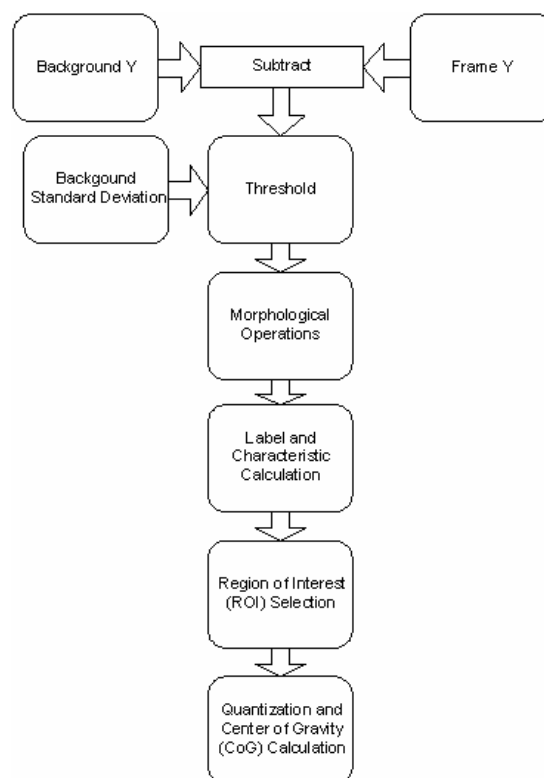 Background Y
Subtract
Frame Y
Backgound
Standard Deviation
Threshold
Morphological
Operations
Label and
Characteristic
Calculation
Region of Interest
(ROI) Selection
Quantization and
Center of Gravity
(CoG) Calculation